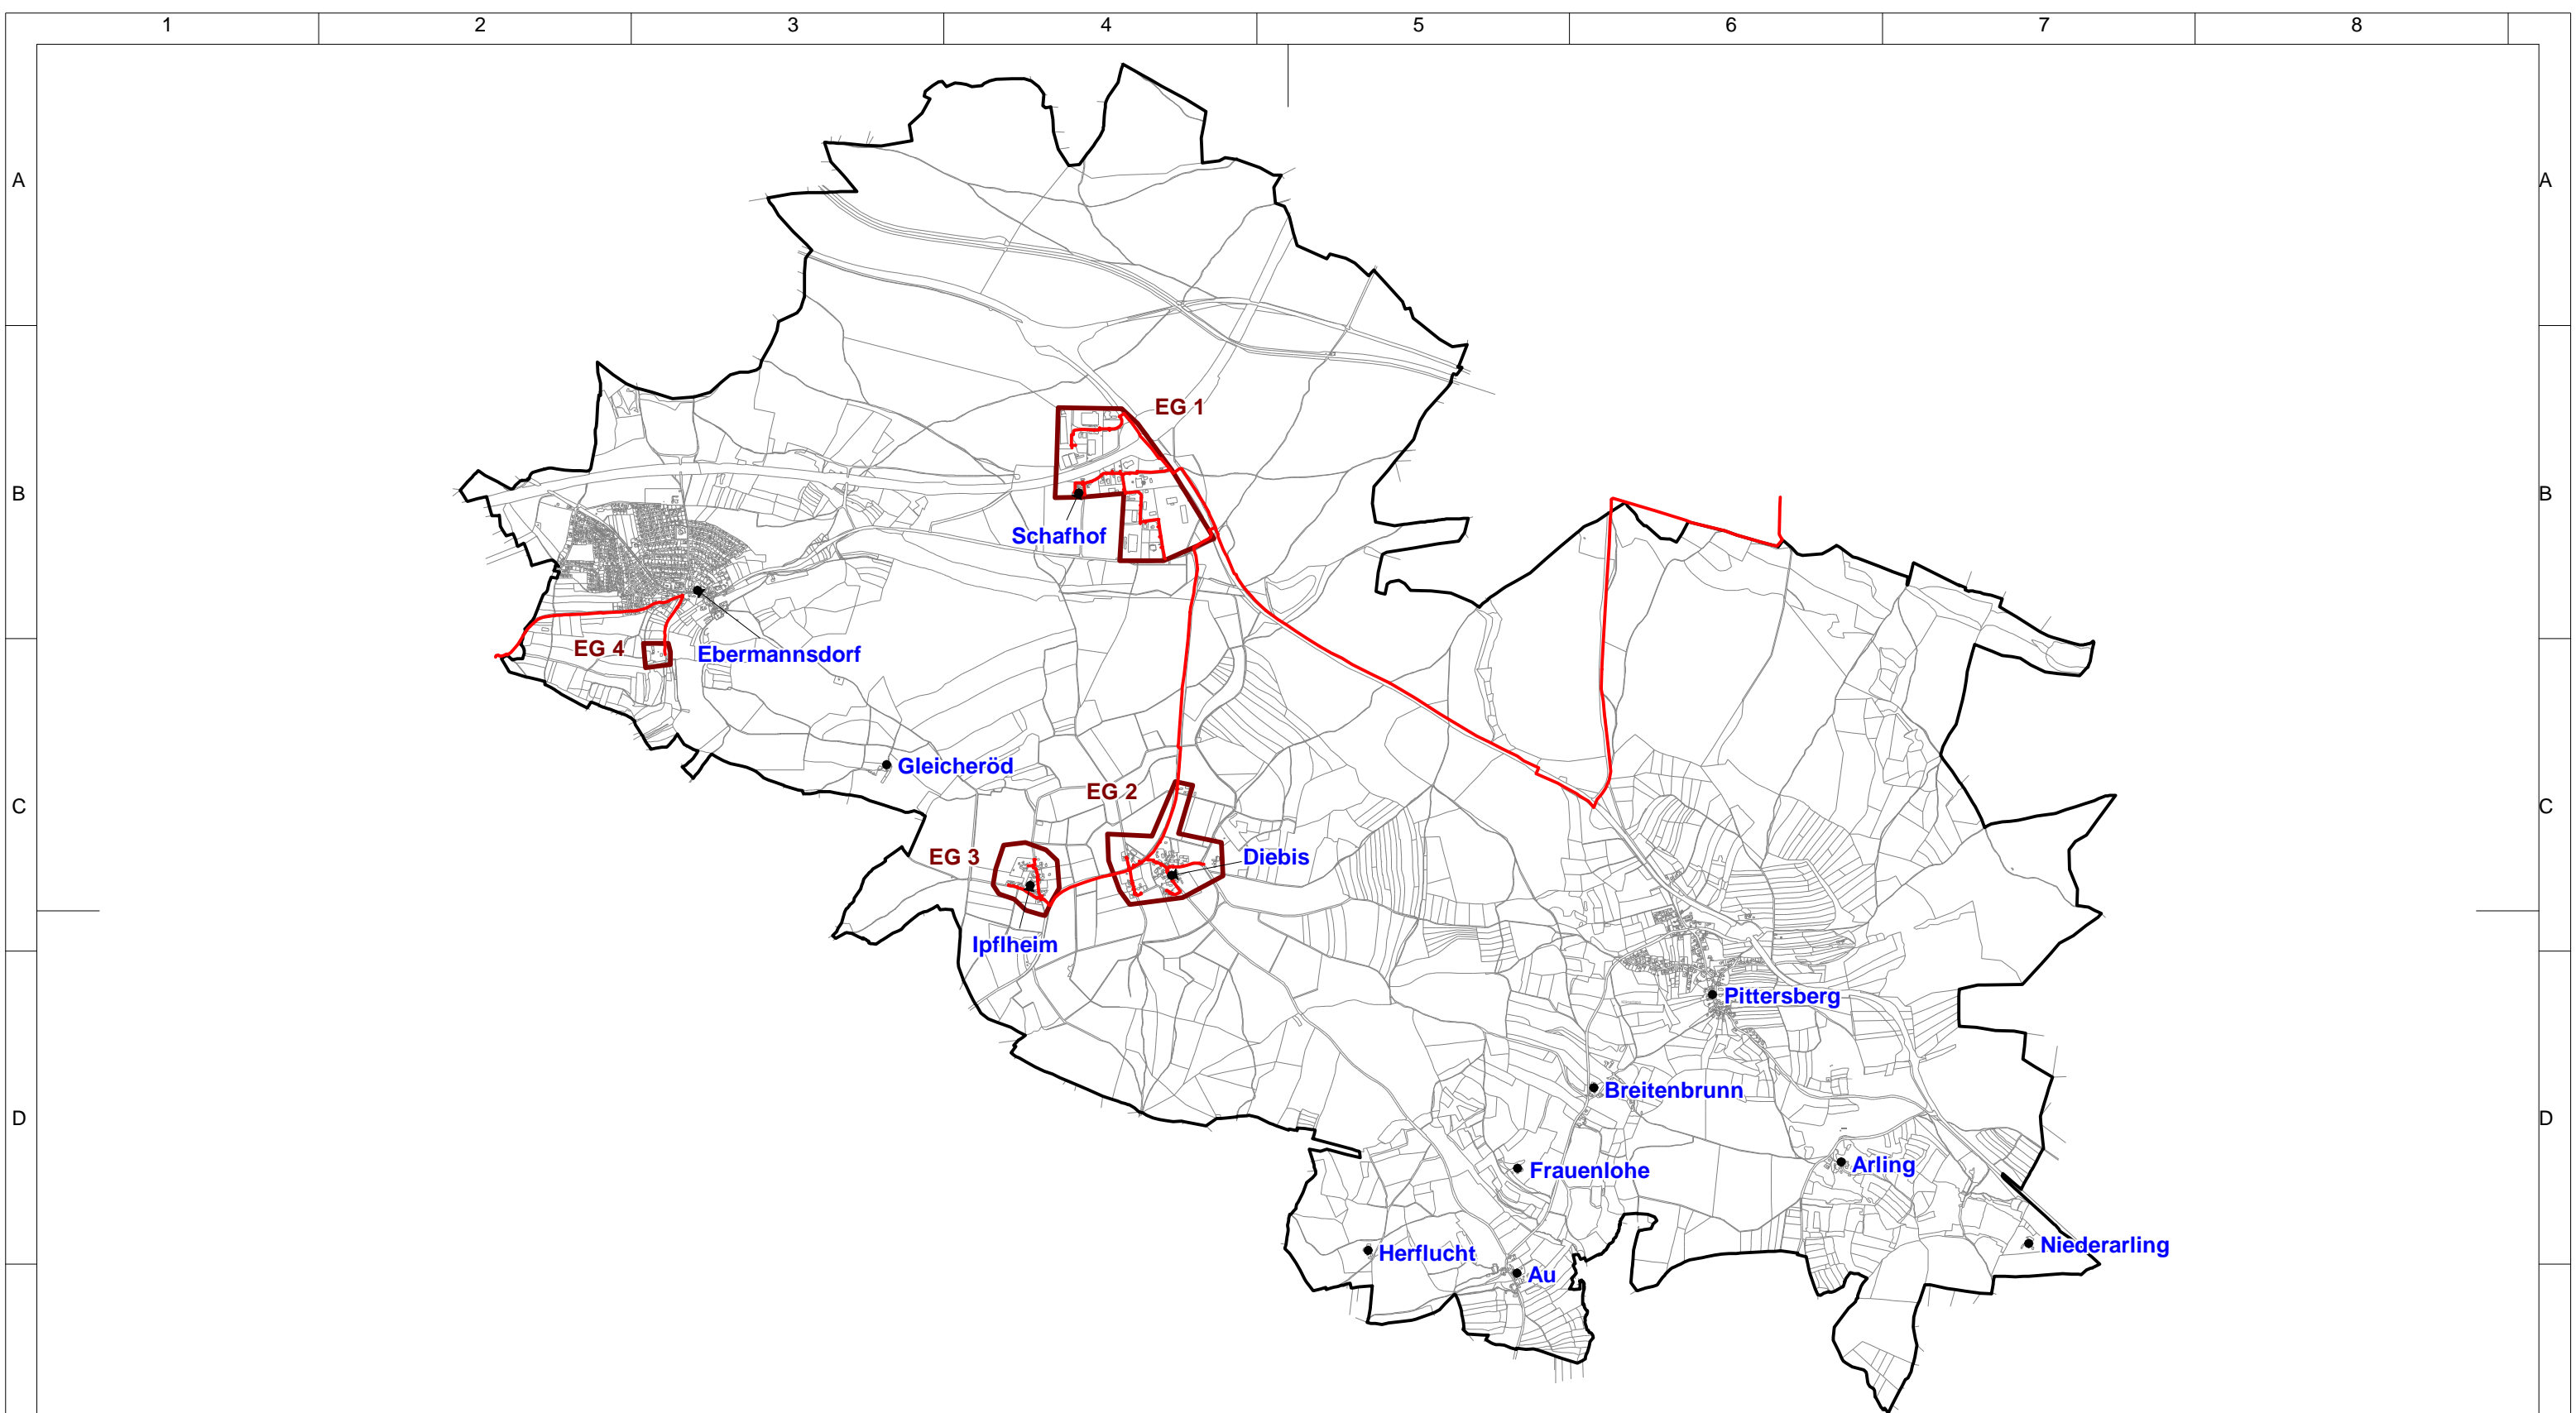 1 2 3 4 5 6 7 8
A A
EG 1
B B
Schafhof
EG 4
Ebermannsdorf
Gleicheröd
EG 2
C C
EG 3
Diebis
Ipflheim
Pittersberg
Breitenbrunn
D D
Arling
Frauenlohe
Niederarling
Herflucht
Au